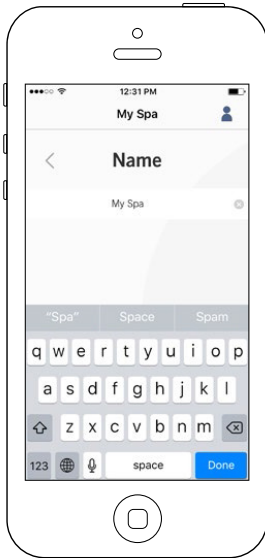 12:31 PM
My Spa
Name
My Spa
"Spa" Space Spam
q w e r t y u i o p
a s d f g h j k l
z x c v b n m
123 space Done